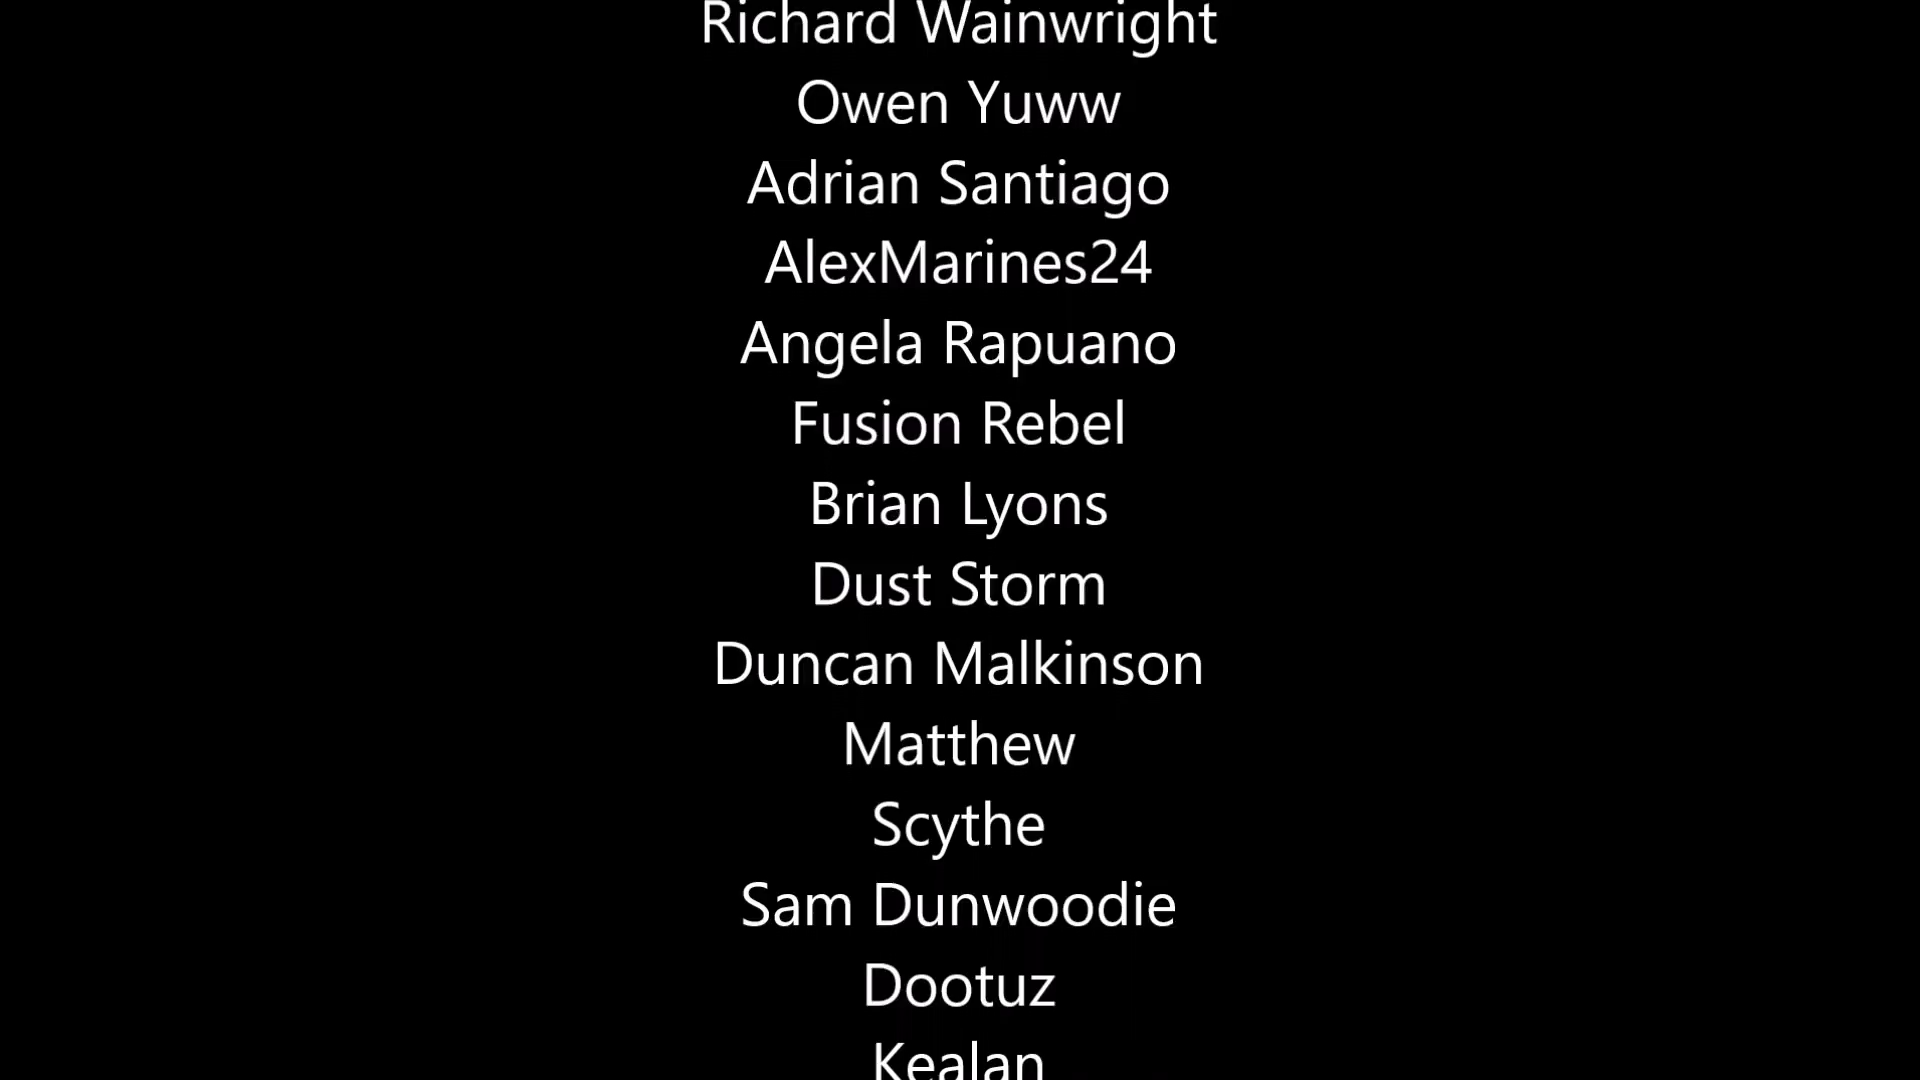 Richard Wainwright
Owen Yuww
Adrian Santiago
AlexMarines24
Angela Rapuano
Fusion Rebel
Brian Lyons
Dust Storm
Duncan Malkinson
Matthew
Scythe
Sam Dunwoodie
Dootuz
Kealan